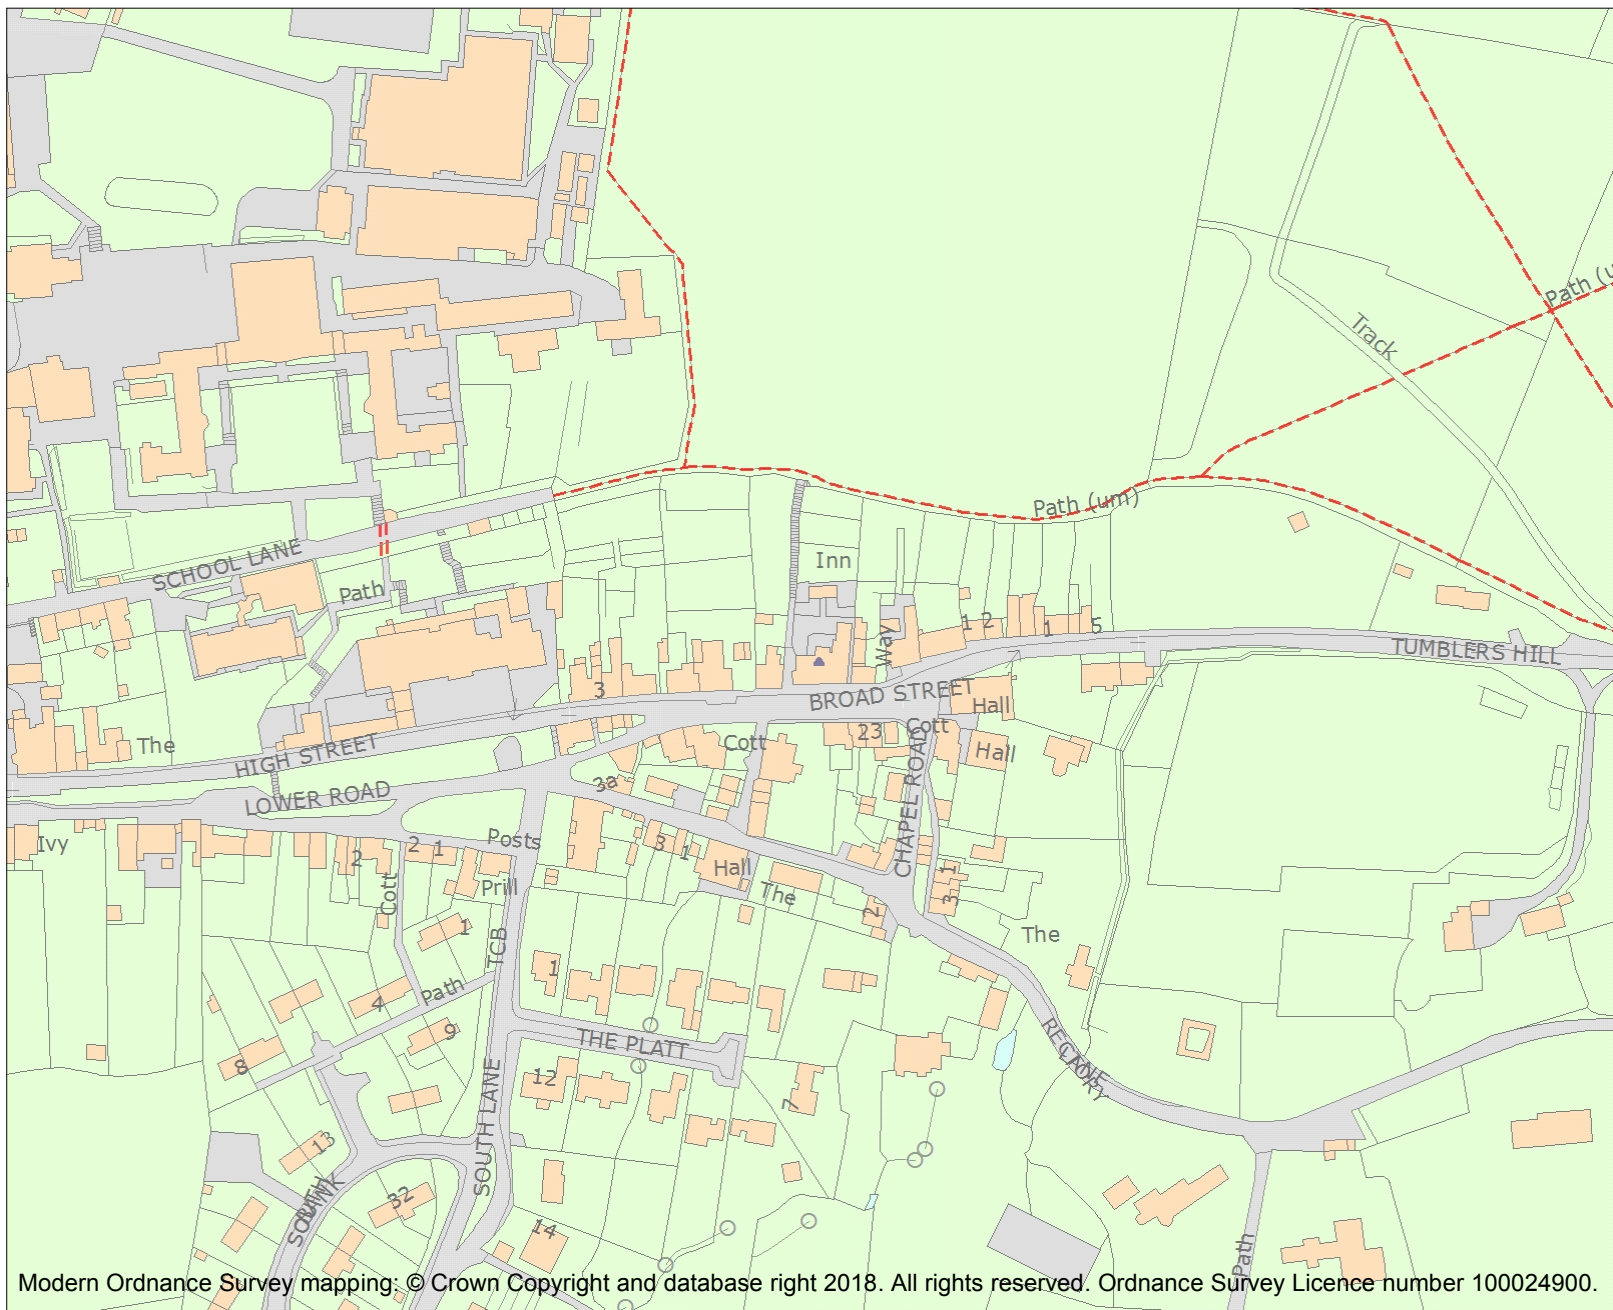 Path (u
Track
Path (um)
SCHOOL LANE
Path
Inn
Way
1
2
1
5
TUMBLERS HILL
3
BROAD STREET
Hall
The
HIGH STREET
Cott
23
Cott
Hall
LOWER ROAD
3a
CHAPEL ROAD
Ivy
2
2
1
Posts
3
1
Hall
Cott
Prill
The
1
3
2
1
TCB
The
1
4
Path
9
THE PLATT
8
12
7
RECTORY
LANE
SOUTH LANE
13
SOUTH
BANK
32
14
Path
Modern Ordnance Survey mapping: © Crown Copyright and database right 2018. All rights reserved. Ordnance Survey Licence number 100024900.